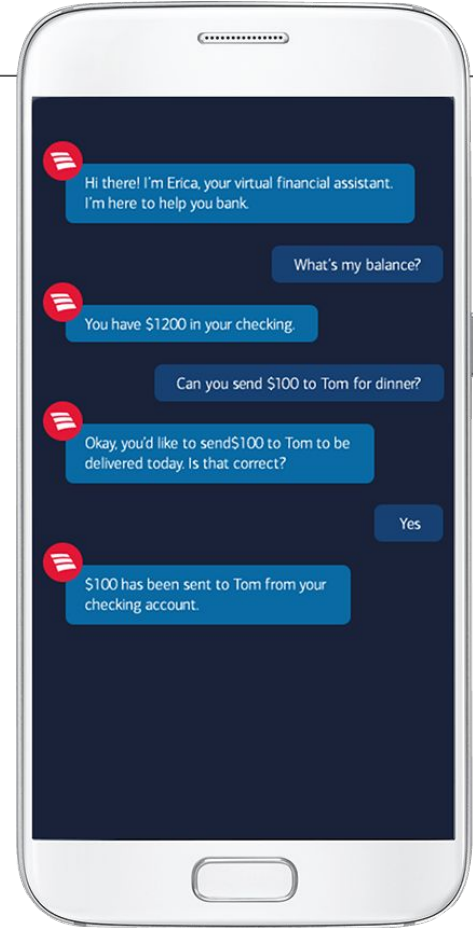 Hi there! I'm Erica, your virtual financial assistant.
I'm here to help you bank.
What's my balance?
You have $1200 in your checking.
Can you send $100 to Tom for dinner?
Okay, you'd like to send$100 to Tom to be
delivered today. Is that correct?
Yes
$100 has been sent to Tom from your
checking account.